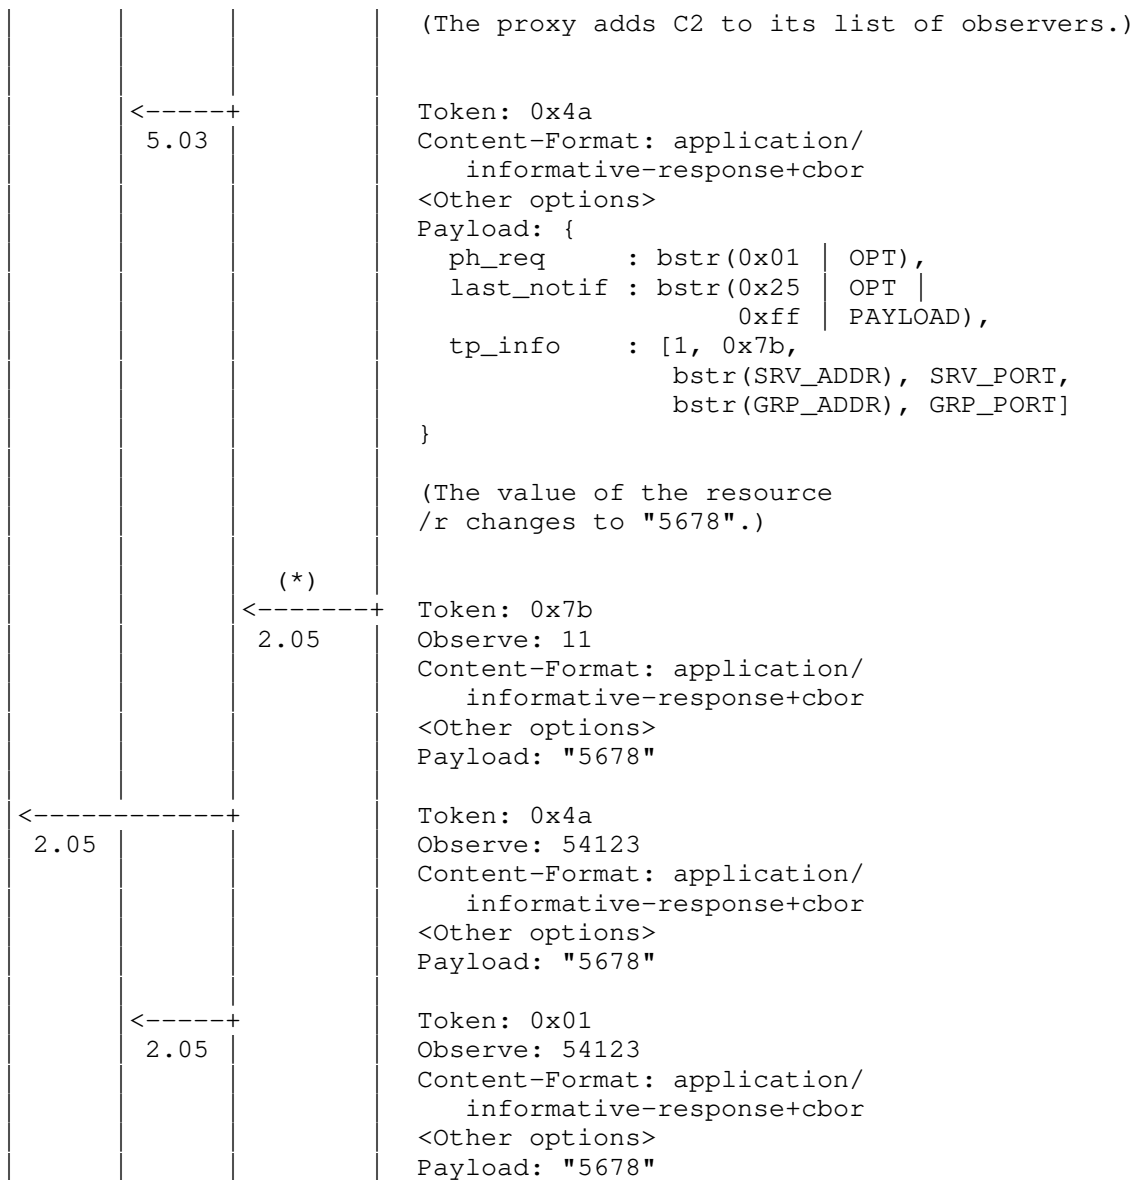 (The proxy adds C2 to its list of observers.)
<-----+ Token: 0x4a
5.03 Content-Format: application/
informative-response+cbor
<Other options>
Payload: {
ph_req : bstr(0x01 | OPT),
last_notif : bstr(0x25 | OPT |
0xff | PAYLOAD),
tp_info : [1, 0x7b,
bstr(SRV_ADDR), SRV_PORT,
bstr(GRP_ADDR), GRP_PORT]
}
(The value of the resource
/r changes to "5678".)
(*)
<-------+ Token: 0x7b
2.05 Observe: 11
Content-Format: application/
informative-response+cbor
<Other options>
Payload: "5678"
<------------+ Token: 0x4a
2.05 Observe: 54123
Content-Format: application/
informative-response+cbor
<Other options>
Payload: "5678"
<-----+ Token: 0x01
2.05 Observe: 54123
Content-Format: application/
informative-response+cbor
<Other options>
Payload: "5678"